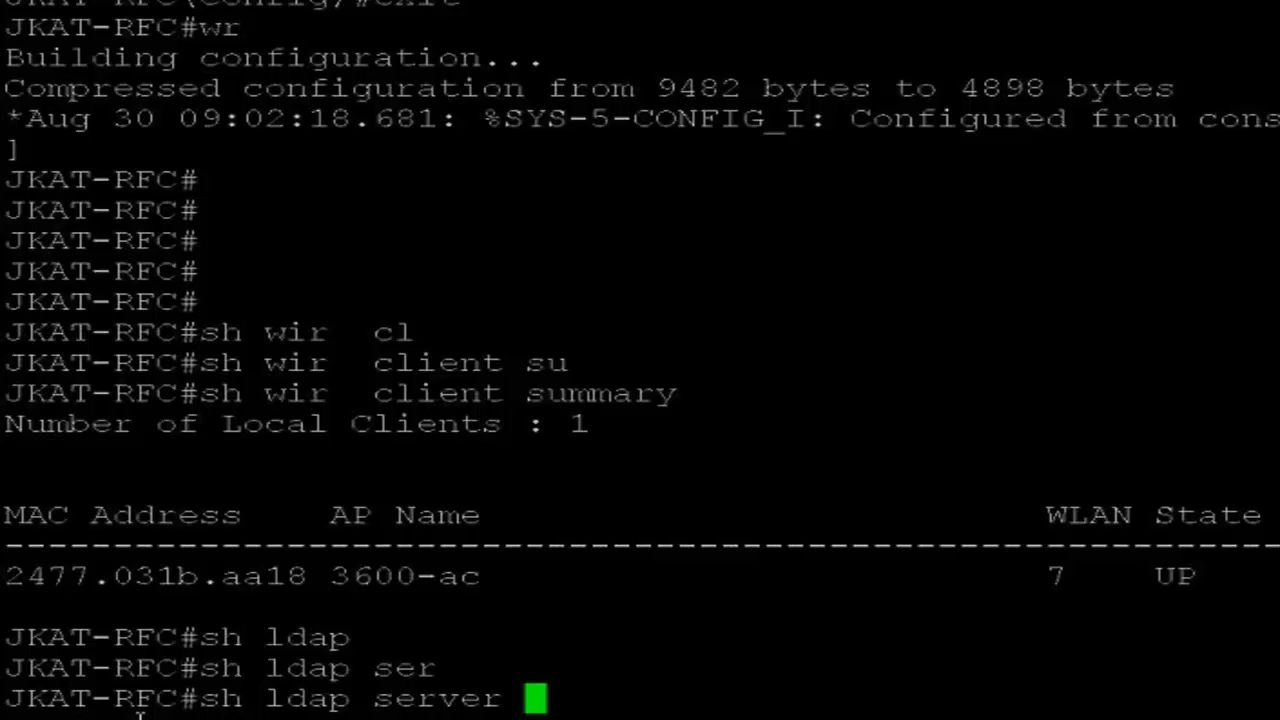 JKAT-RFC(config)#exit
JKAT-RFC#wr
Building configuration...
Compressed configuration from 9482 bytes to 4898 bytes
*Aug 30 09:02:18.681: %SYS-5-CONFIG_I: Configured from cons
]
JKAT-RFC#
JKAT-RFC#
JKAT-RFC#
JKAT-RFC#
JKAT-RFC#
JKAT-RFC#sh wir  cl
JKAT-RFC#sh wir  client su
JKAT-RFC#sh wir  client summary
Number of Local Clients : 1
MAC Address    AP Name    WLAN State
--------------------------------------------------------------------------------
2477.031b.aa18 3600-ac    7    UP
JKAT-RFC#sh ldap
JKAT-RFC#sh ldap ser
JKAT-RFC#sh ldap server